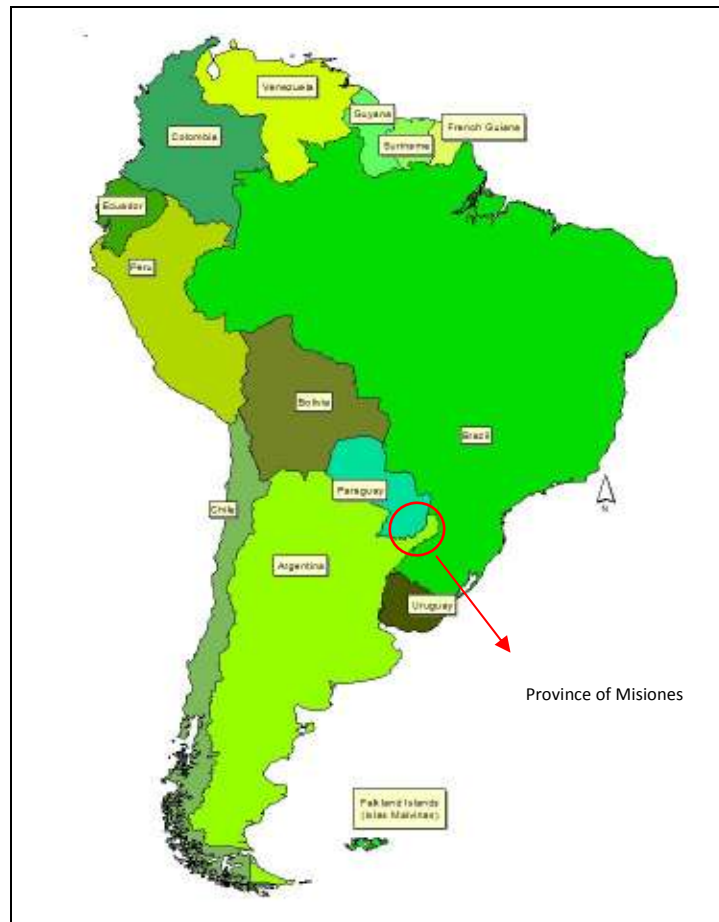 Venezuela
Guyana
French Guiana
Suriname
Colombia
Ecuador
Peru
Bolivia
Brazil
Paraguay
N
Chile
Argentina
Uruguay
Province of Misiones
Falkland Islands
(Islas Malvinas)